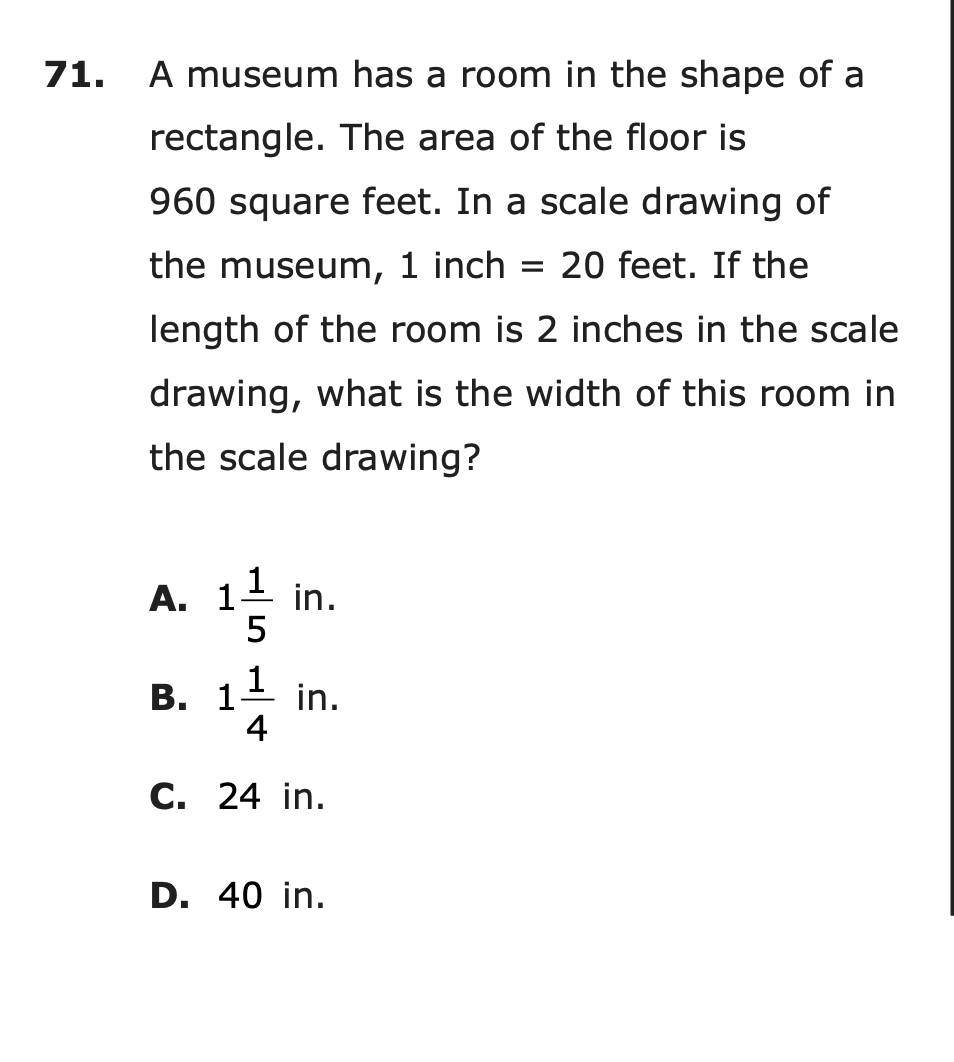 71. A museum has a room in the shape of a
rectangle. The area of the floor is
960 square feet. In a scale drawing of
the museum, 1 inch = 20 feet. If the
length of the room is 2 inches in the scale
drawing, what is the width of this room in
the scale drawing?
A. 1 1/5 in.
B. 1 1/4 in.
C. 24 in.
D. 40 in.